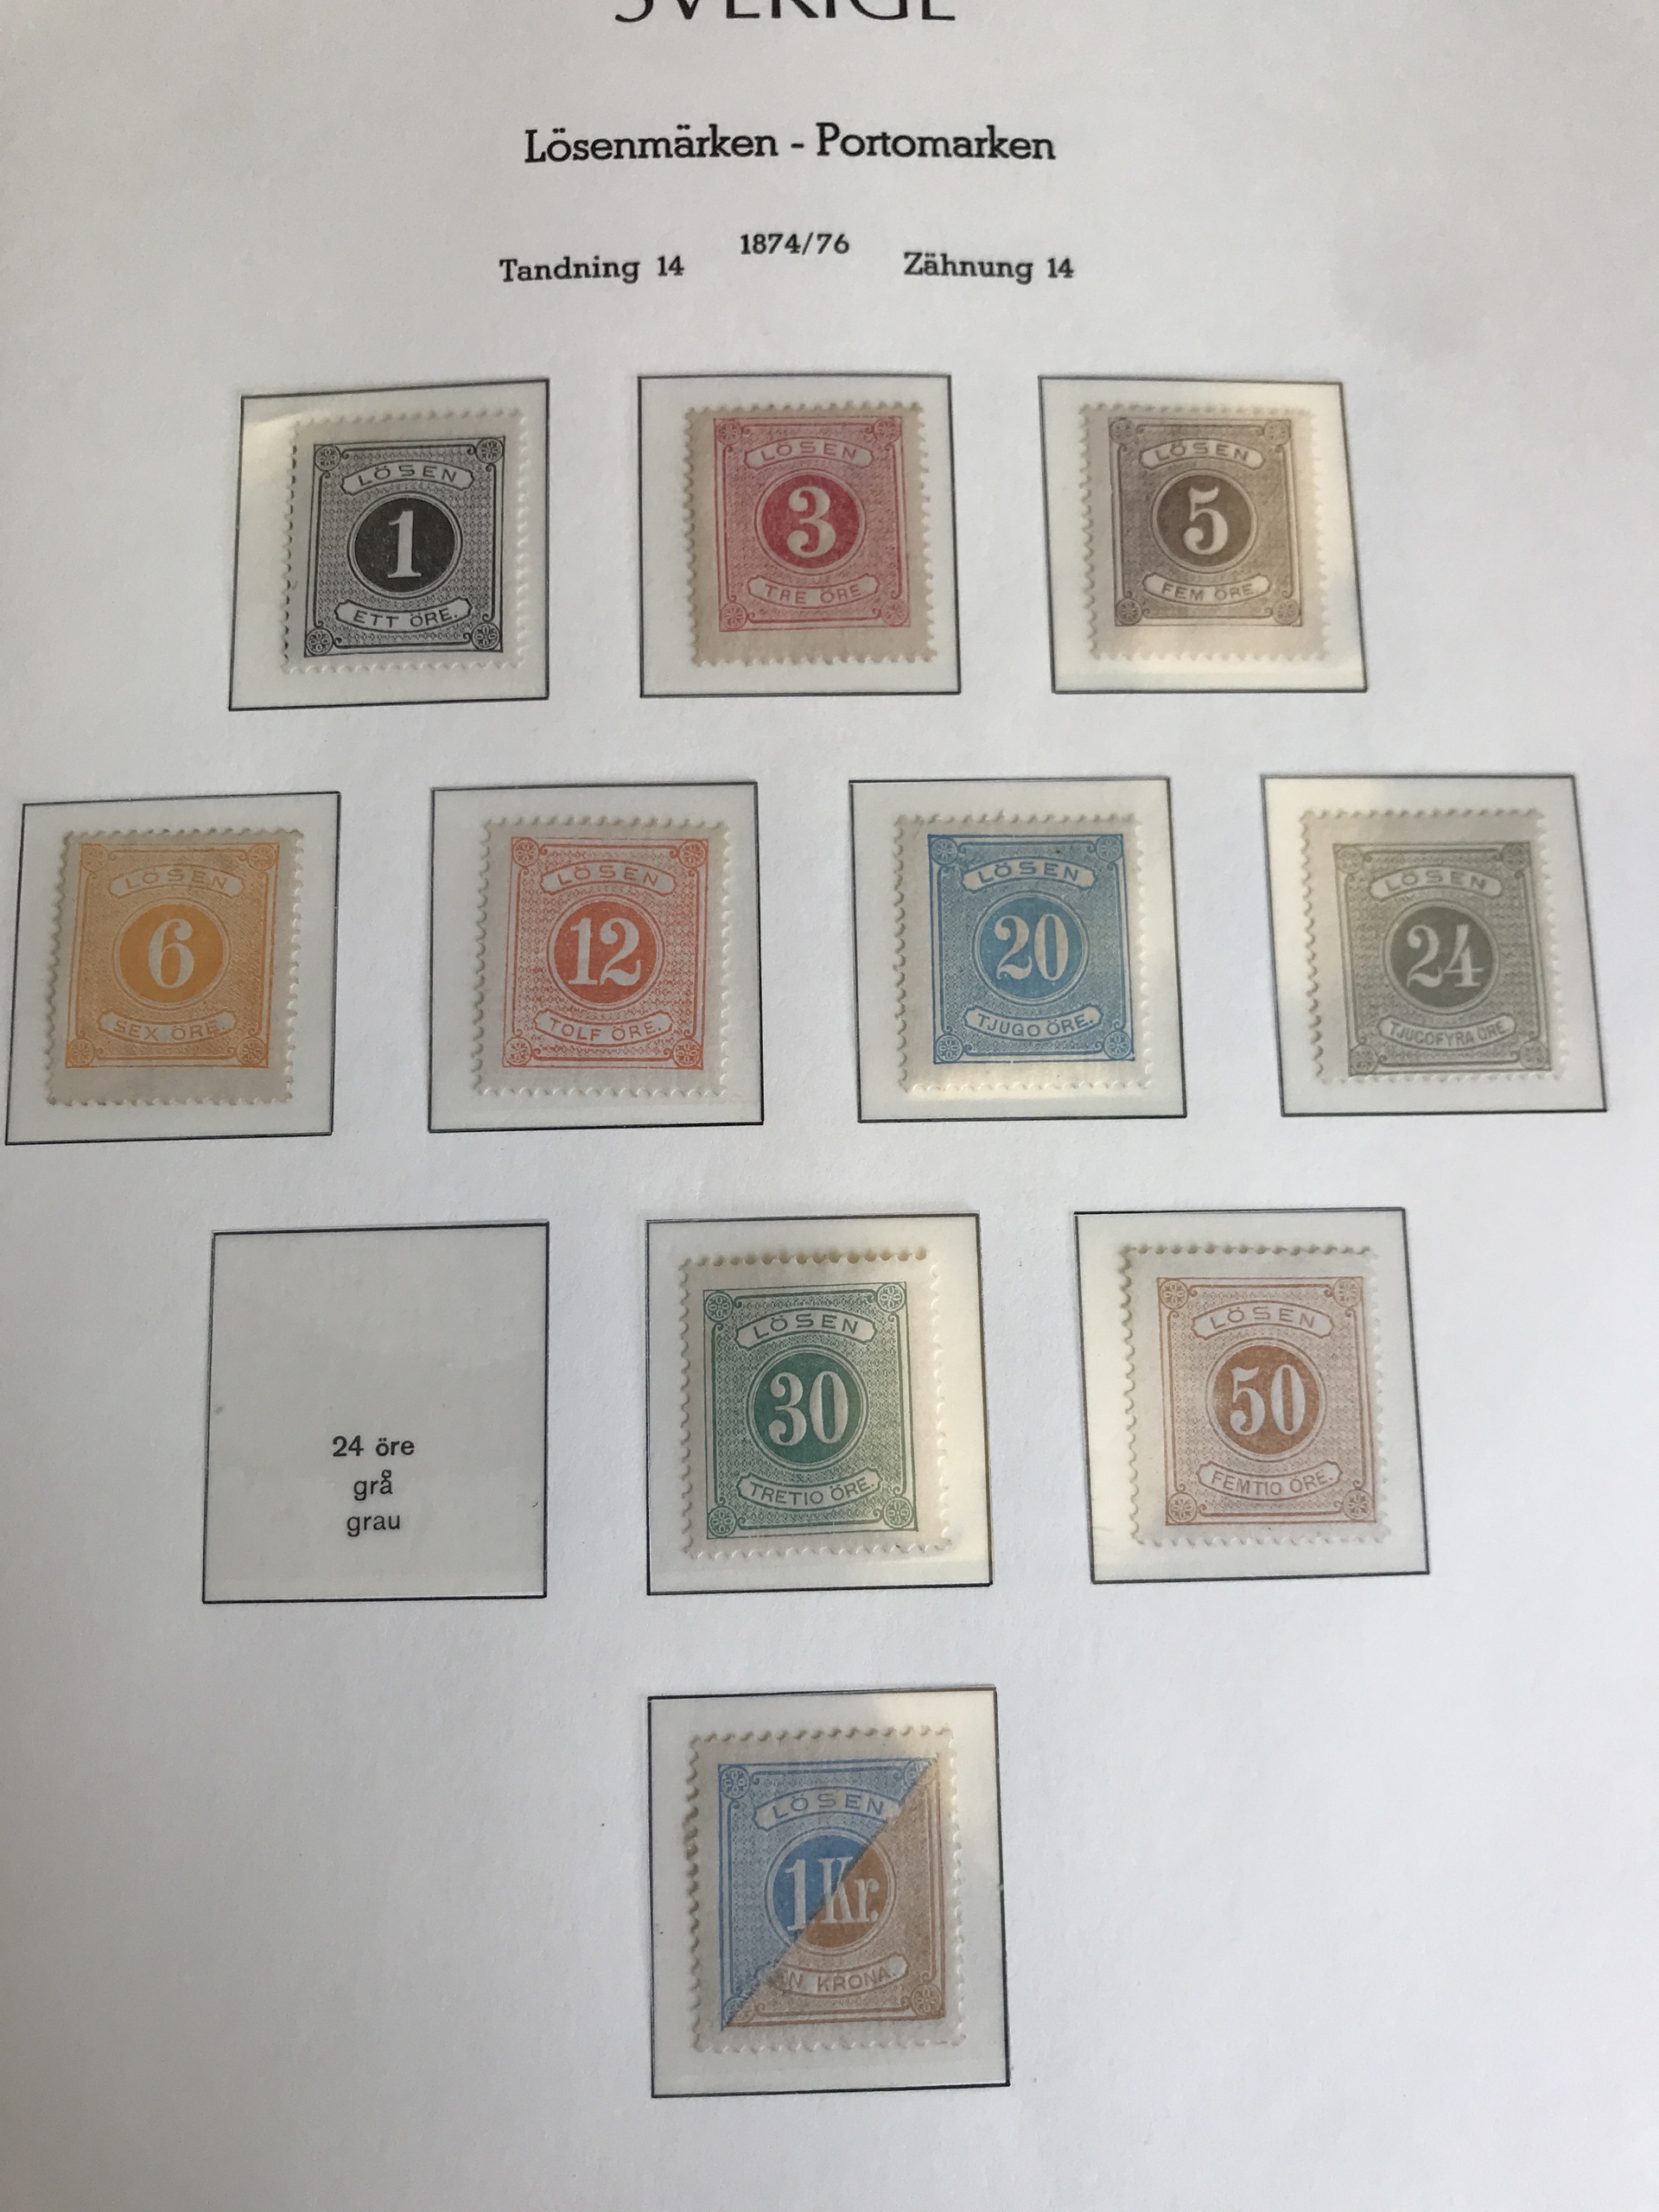 SVERIGE
Lösenmärken - Portomarken
1874/76
Tandning 14 Zähnung 14
LÖSEN
1
ETT ÖRE.
LÖSEN
3
TRE ÖRE.
LÖSEN
5
FEM ÖRE.
LÖSEN
6
SEX ÖRE.
LÖSEN
12
TOLF ÖRE.
LÖSEN
20
TJUGO ÖRE.
LÖSEN
24
TJUGOFYRA ÖRE.
24 öre
grå
grau
LÖSEN
30
TRETIO ÖRE.
LÖSEN
50
FEMTIO ÖRE.
LÖSEN
1 Kr.
EN KRONA.